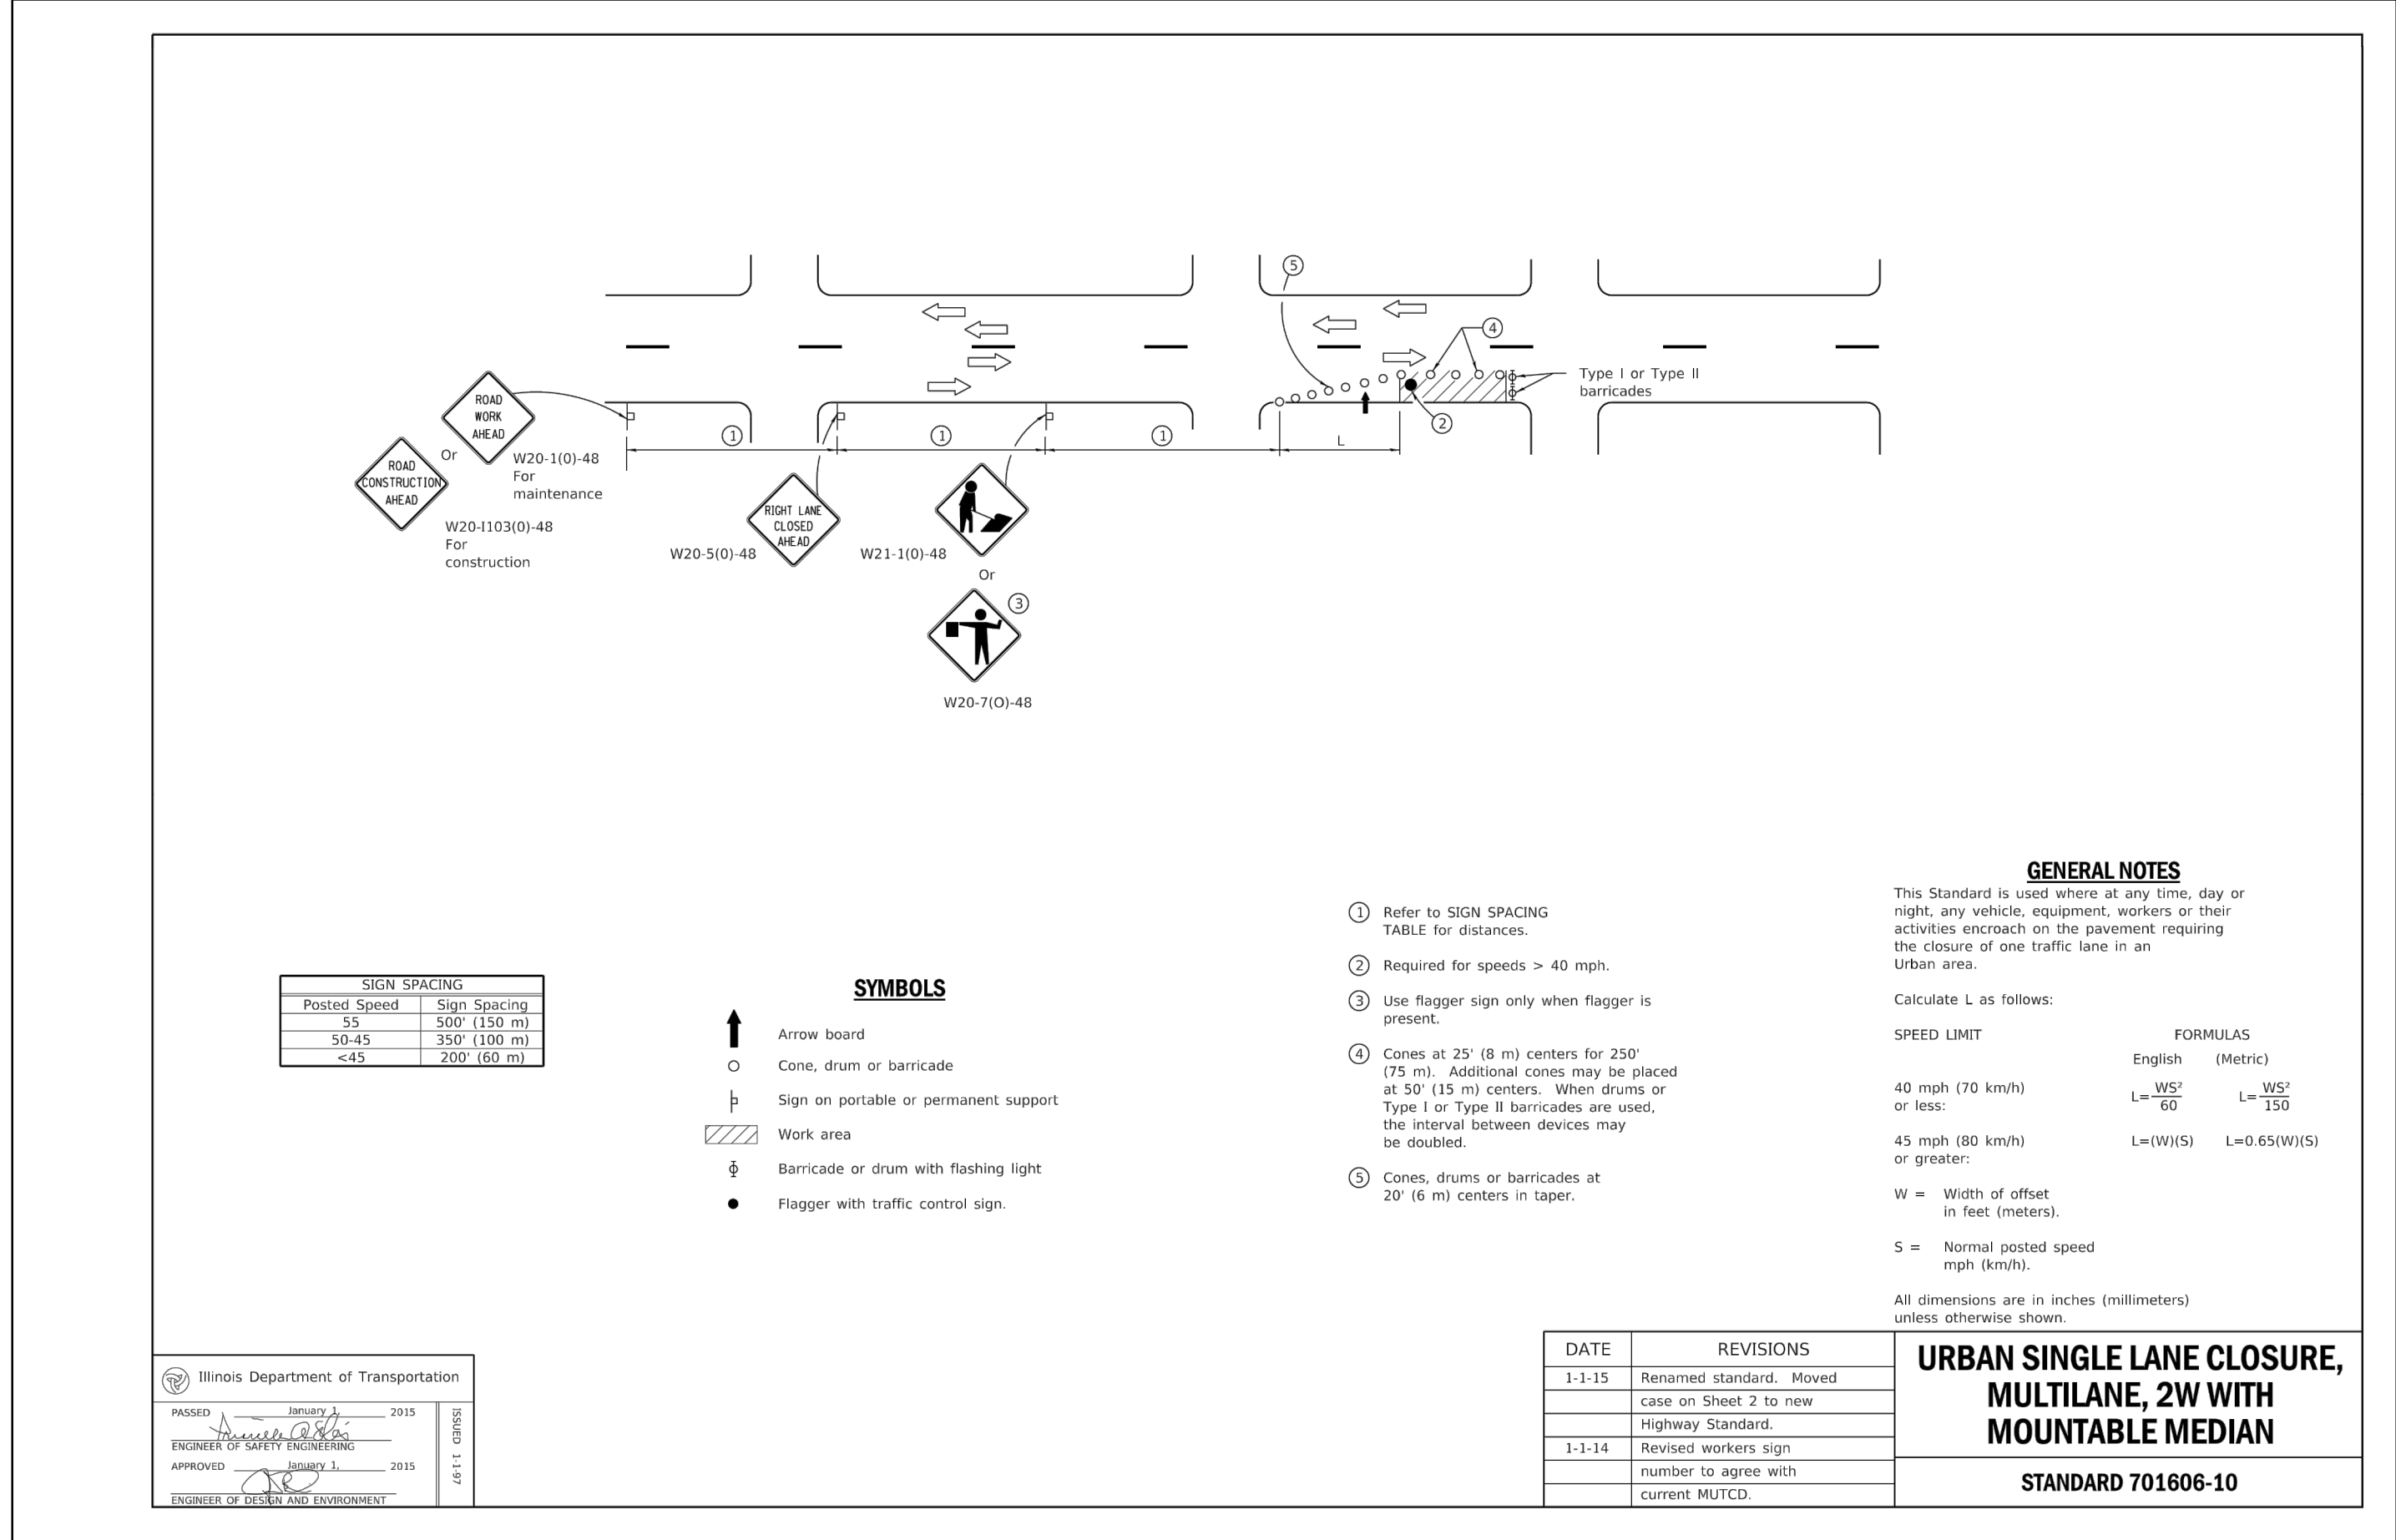 5
4
Type I or Type II
barricades
2
1
1
1
L
ROAD
WORK
AHEAD
Or
ROAD
CONSTRUCTION
AHEAD
W20-1(0)-48
For
maintenance
W20-I103(0)-48
For
construction
RIGHT LANE
CLOSED
AHEAD
W20-5(0)-48
W21-1(0)-48
Or
3
W20-7(O)-48
SIGN SPACING
Posted Speed Sign Spacing
55 500' (150 m)
50-45 350' (100 m)
<45 200' (60 m)
SYMBOLS
Arrow board
Cone, drum or barricade
Sign on portable or permanent support
Work area
Barricade or drum with flashing light
Flagger with traffic control sign.
1 Refer to SIGN SPACING
TABLE for distances.
2 Required for speeds > 40 mph.
3 Use flagger sign only when flagger is
present.
4 Cones at 25' (8 m) centers for 250'
(75 m). Additional cones may be placed
at 50' (15 m) centers. When drums or
Type I or Type II barricades are used,
the interval between devices may
be doubled.
5 Cones, drums or barricades at
20' (6 m) centers in taper.
GENERAL NOTES
This Standard is used where at any time, day or
night, any vehicle, equipment, workers or their
activities encroach on the pavement requiring
the closure of one traffic lane in an
Urban area.
Calculate L as follows:
SPEED LIMIT FORMULAS
English (Metric)
40 mph (70 km/h)
or less:
L=WS²/60 L=WS²/150
45 mph (80 km/h) L=(W)(S) L=0.65(W)(S)
or greater:
W = Width of offset
in feet (meters).
S = Normal posted speed
mph (km/h).
All dimensions are in inches (millimeters)
unless otherwise shown.
Illinois Department of Transportation
PASSED January 1, 2015
ENGINEER OF SAFETY ENGINEERING
APPROVED January 1, 2015
ENGINEER OF DESIGN AND ENVIRONMENT
ISSUED 1-1-97
DATE REVISIONS
1-1-15 Renamed standard. Moved
case on Sheet 2 to new
Highway Standard.
1-1-14 Revised workers sign
number to agree with
current MUTCD.
URBAN SINGLE LANE CLOSURE,
MULTILANE, 2W WITH
MOUNTABLE MEDIAN
STANDARD 701606-10